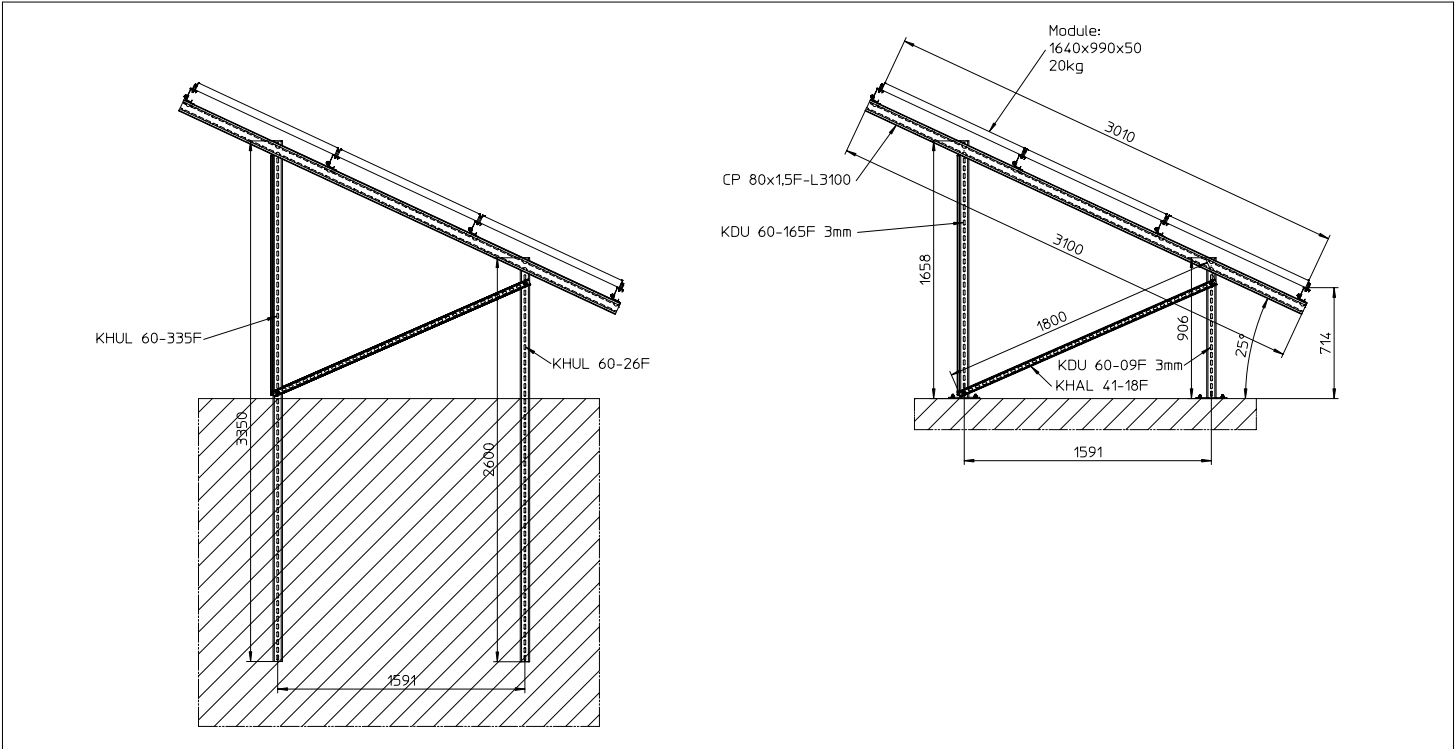 KHUL 60-335F
3350
2600
KHUL 60-26F
1591
Module:
1640x990x50
20kg
3010
CP 80x1,5F-L3100
KDU 60-165F 3mm
1658
3100
1800
906
25°
714
KDU 60-09F 3mm
KHAL 41-18F
1591